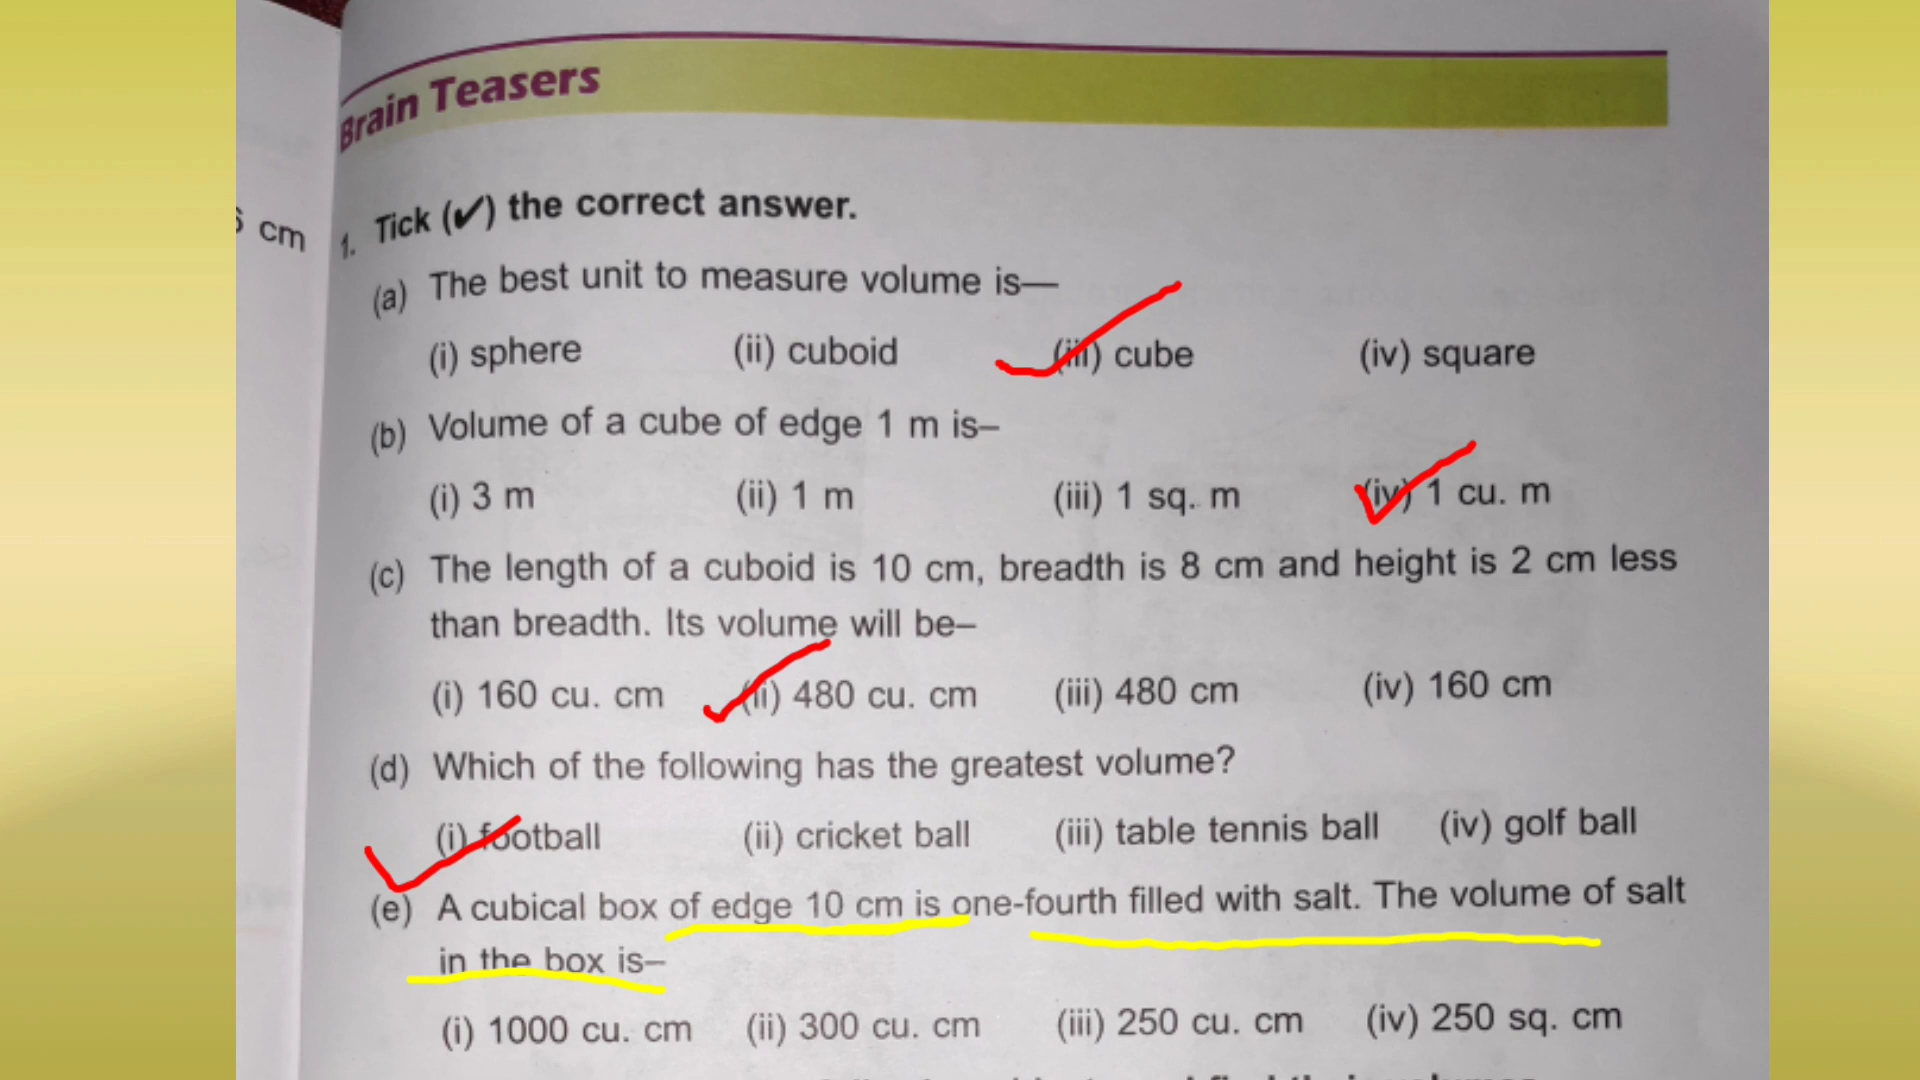 Brain Teasers
cm
1. Tick (✔) the correct answer.
(a) The best unit to measure volume is—
(i) sphere (ii) cuboid (iii) cube (iv) square
(b) Volume of a cube of edge 1 m is–
(i) 3 m (ii) 1 m (iii) 1 sq. m (iv) 1 cu. m
(c) The length of a cuboid is 10 cm, breadth is 8 cm and height is 2 cm less
than breadth. Its volume will be–
(i) 160 cu. cm (ii) 480 cu. cm (iii) 480 cm (iv) 160 cm
(d) Which of the following has the greatest volume?
(i) football (ii) cricket ball (iii) table tennis ball (iv) golf ball
(e) A cubical box of edge 10 cm is one-fourth filled with salt. The volume of salt
in the box is–
(i) 1000 cu. cm (ii) 300 cu. cm (iii) 250 cu. cm (iv) 250 sq. cm